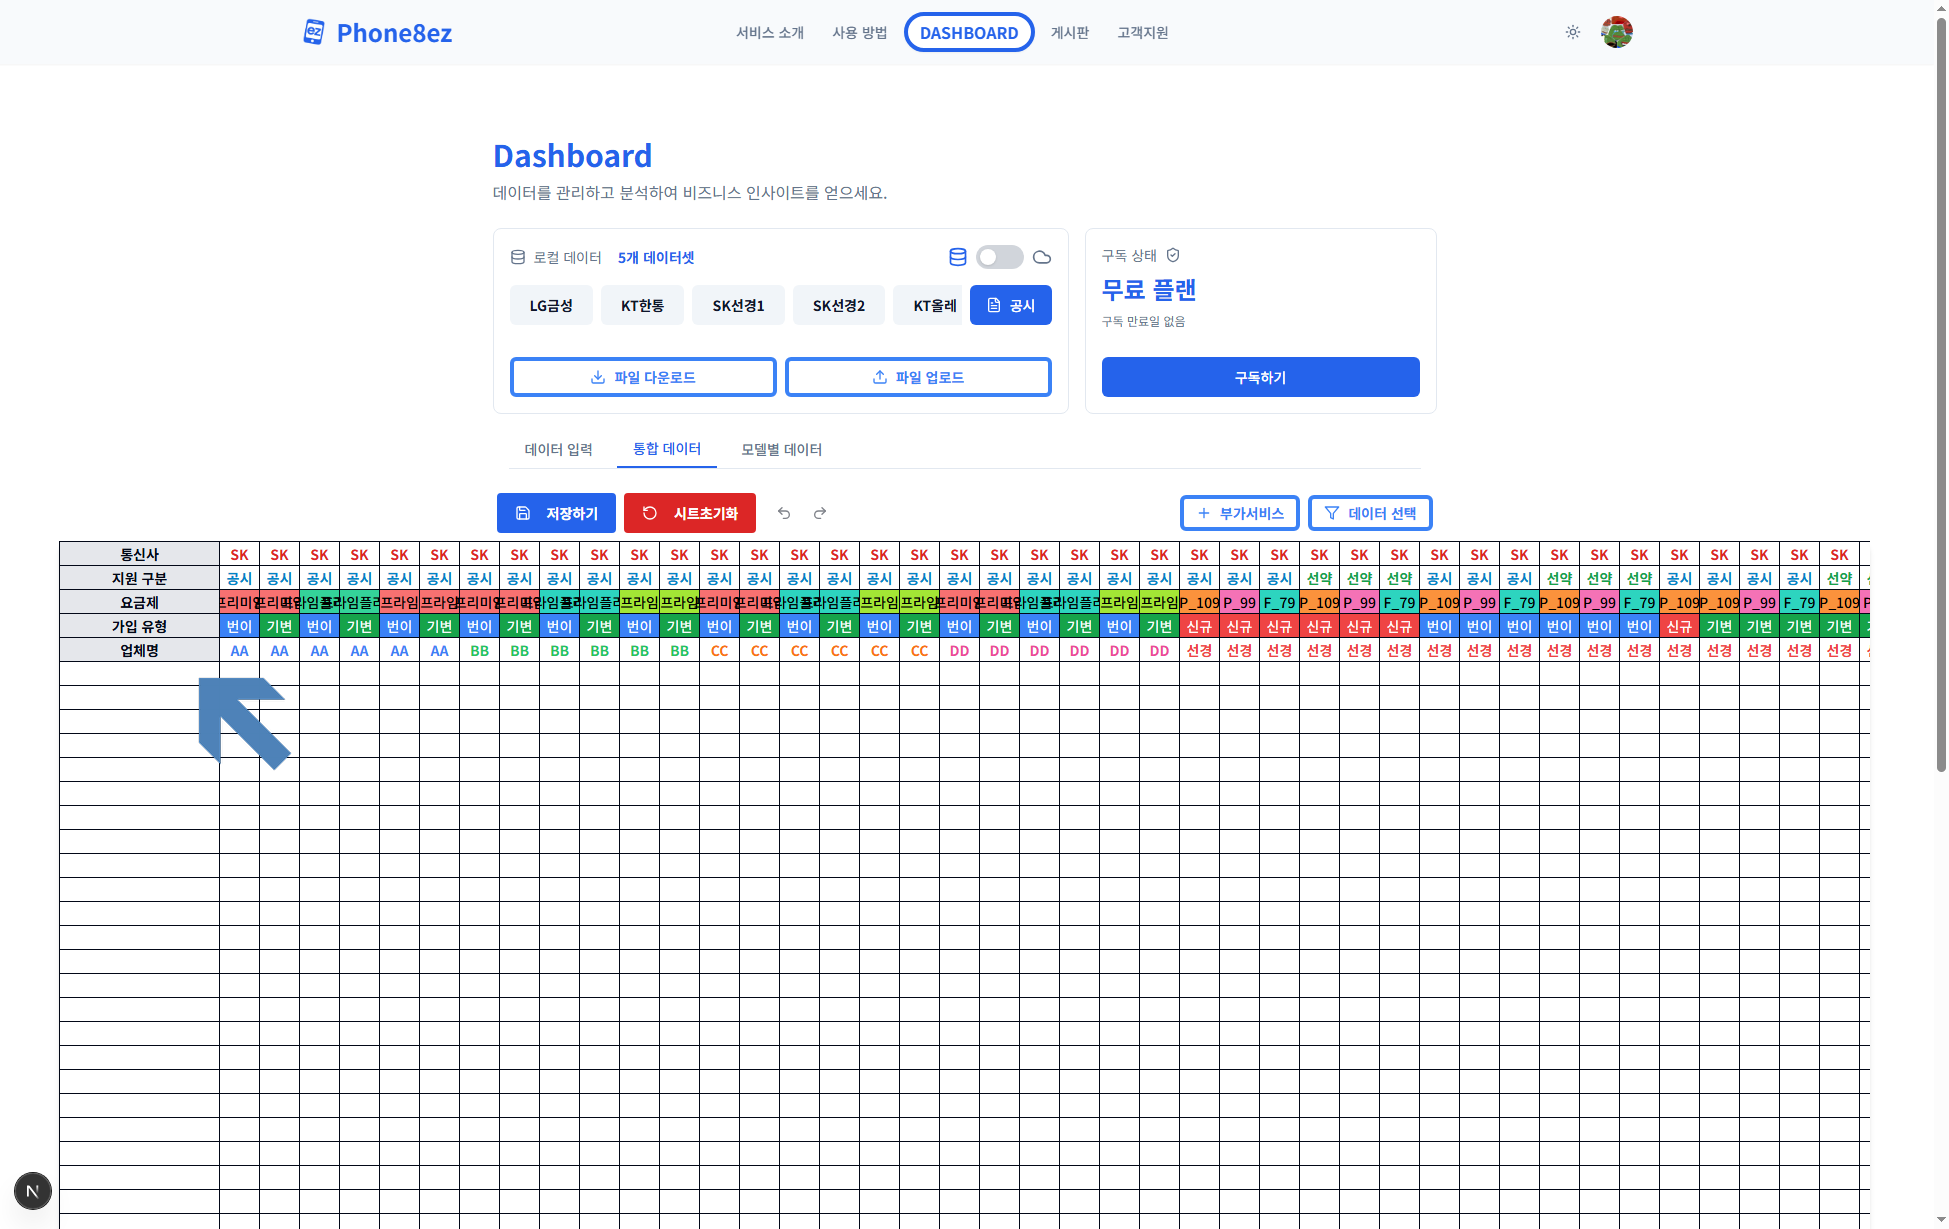 ez Phone8ez
서비스 소개 사용 방법 DASHBOARD 게시판 고객지원
Dashboard
데이터를 관리하고 분석하여 비즈니스 인사이트를 얻으세요.
로컬 데이터 5개 데이터셋
LG금성 KT한통 SK선경1 SK선경2 KT올레 공시
파일 다운로드 파일 업로드
구독 상태
무료 플랜
구독 만료일 없음
구독하기
데이터 입력 통합 데이터 모델별 데이터
저장하기 시트초기화 부가서비스 데이터 선택
통신사 SK SK SK SK SK SK SK SK SK SK SK SK SK SK SK SK SK SK SK SK SK SK SK SK SK SK SK SK SK SK SK SK SK SK SK SK SK SK SK SK SK
지원 구분 공시 공시 공시 공시 공시 공시 공시 공시 공시 공시 공시 공시 공시 공시 공시 공시 공시 공시 공시 공시 공시 공시 공시 공시 공시 공시 공시 선약 선약 선약 공시 공시 공시 선약 선약 선약 공시 공시 공시 공시 선약
요금제 프라임 프라임 프라임 프라임 프라임 프라임 프라임 프라임 P_109 P_99 F_79 P_109 P_99 F_79 P_109 P_99 F_79 P_109 P_99 F_79 P_109 P_109 P_99 F_79 P_109
가입 유형 번이 기변 번이 기변 번이 기변 번이 기변 번이 기변 번이 기변 번이 기변 번이 기변 번이 기변 번이 기변 번이 기변 번이 기변 신규 신규 신규 신규 신규 신규 번이 번이 번이 번이 번이 번이 신규 기변 기변 기변 기변
업체명 AA AA AA AA AA AA BB BB BB BB BB BB CC CC CC CC CC CC DD DD DD DD DD DD 선경 선경 선경 선경 선경 선경 선경 선경 선경 선경 선경 선경 선경 선경 선경 선경 선경
N